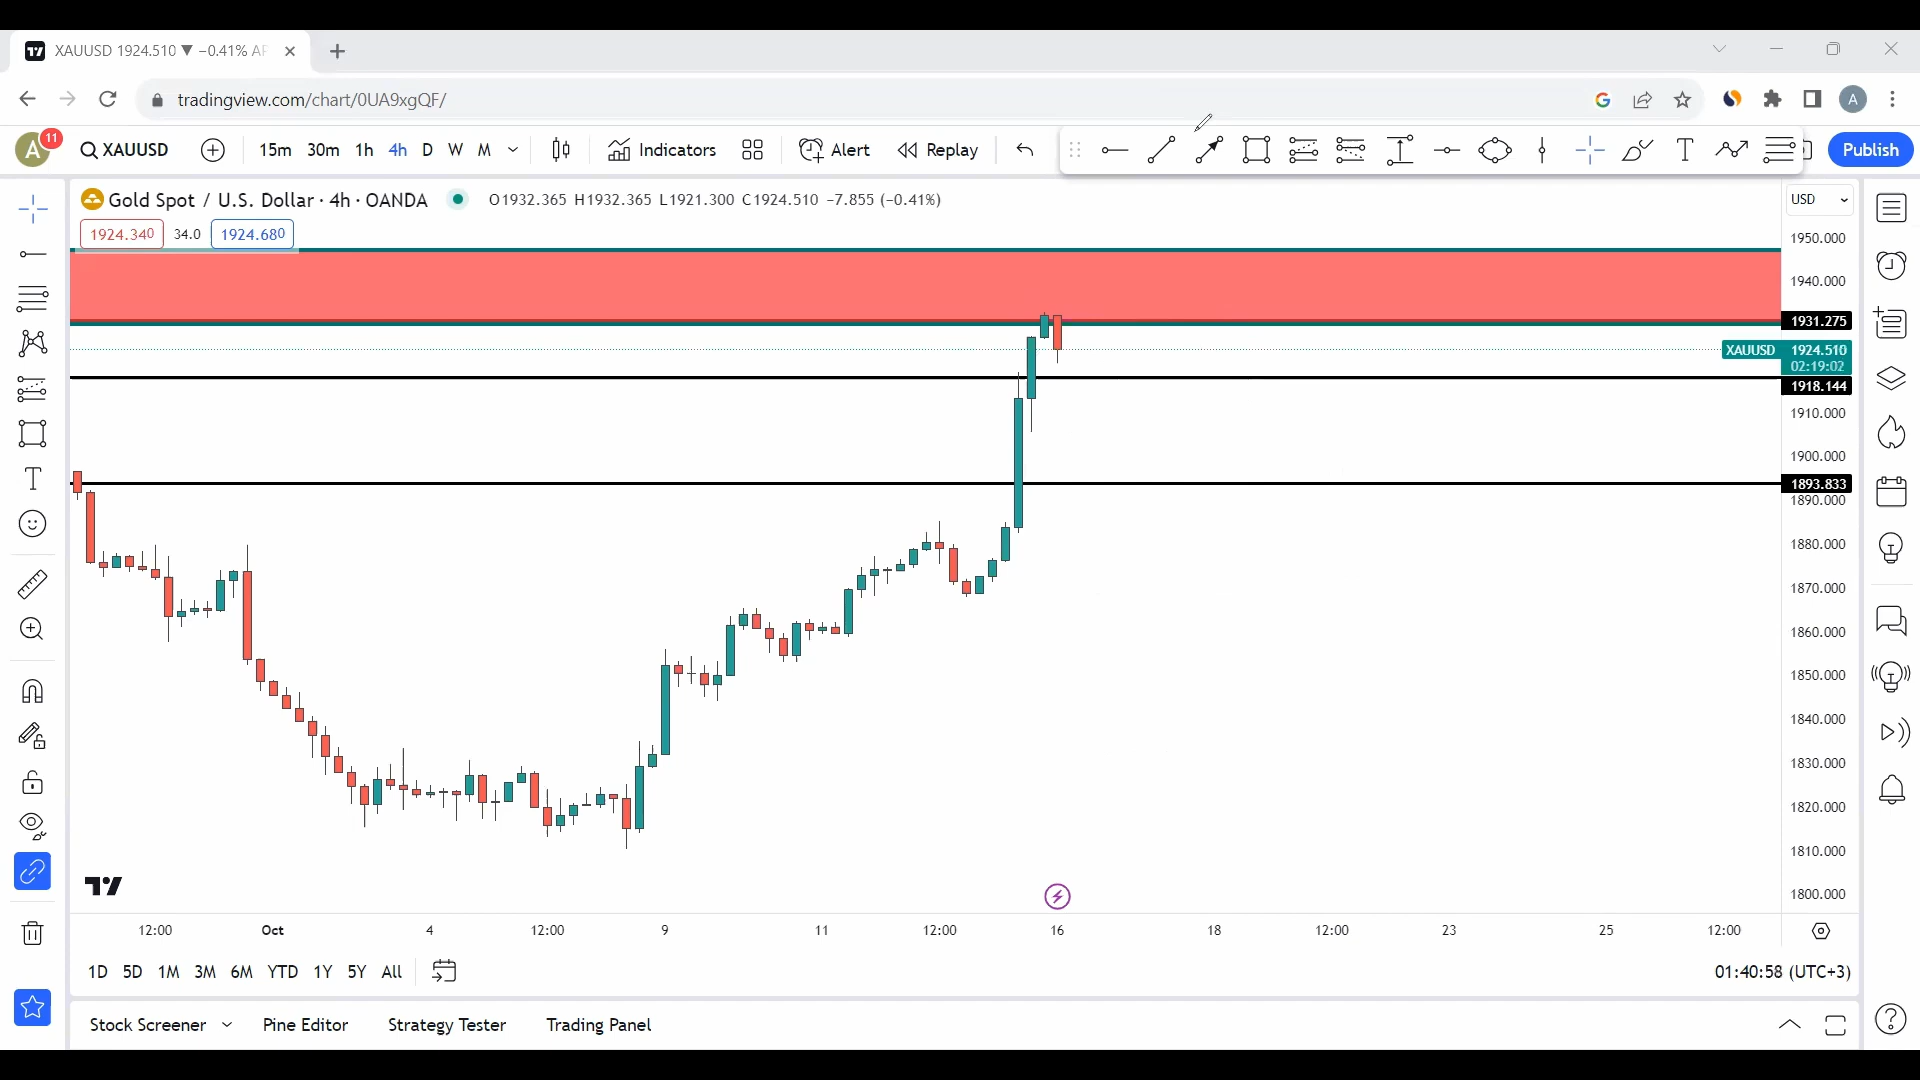 XAUUSD 1924.510 ▼ −0.41% AF
tradingview.com/chart/0UA9xgQF/
A
A 11 XAUUSD 15m 30m 1h 4h D W M Indicators Alert Replay T Publish
Gold Spot / U.S. Dollar · 4h · OANDA O1932.365 H1932.365 L1921.300 C1924.510 −7.855 (−0.41%)
USD
1924.340 34.0 1924.680
1950.000
1940.000
1931.275
XAUUSD 1924.510
02:19:02
1918.144
1910.000
1900.000
1893.833
1890.000
1880.000
1870.000
1860.000
1850.000
1840.000
1830.000
1820.000
1810.000
1800.000
12:00 Oct 4 12:00 9 11 12:00 16 18 12:00 23 25 12:00
1D 5D 1M 3M 6M YTD 1Y 5Y All 01:40:58 (UTC+3)
Stock Screener Pine Editor Strategy Tester Trading Panel